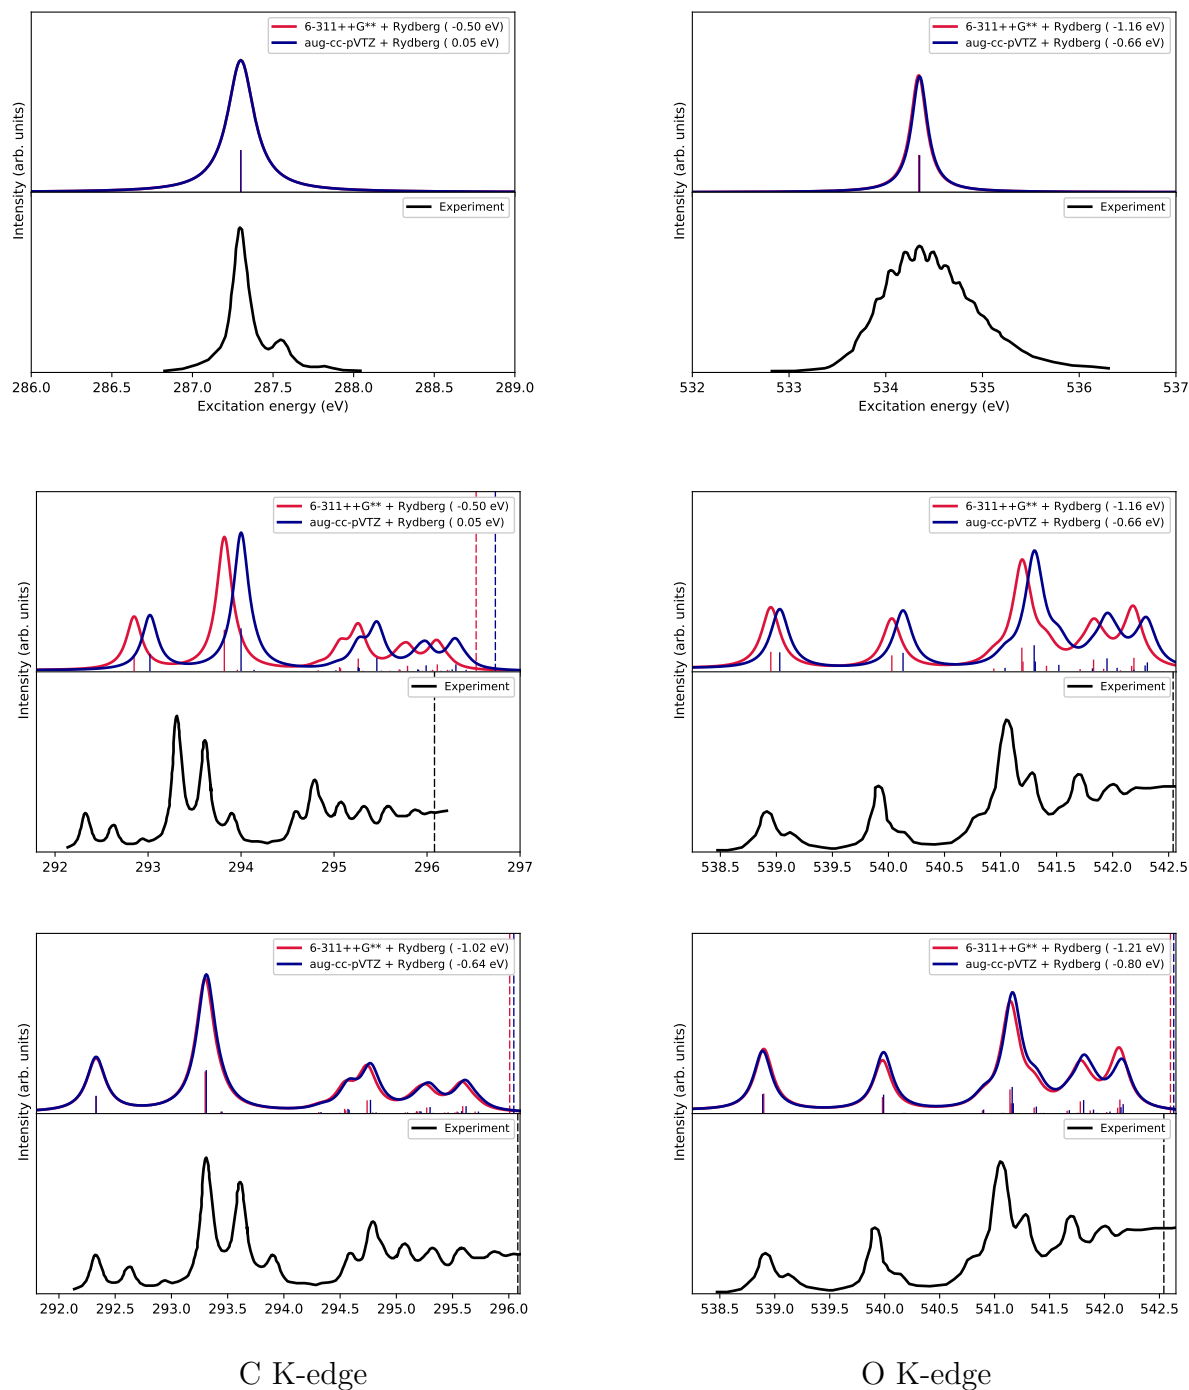 6-311++G** + Rydberg ( -0.50 eV)
aug-cc-pVTZ + Rydberg ( 0.05 eV)
Intensity (arb. units)
Experiment
286.0 286.5 287.0 287.5 288.0 288.5 289.0
Excitation energy (eV)
6-311++G** + Rydberg ( -1.16 eV)
aug-cc-pVTZ + Rydberg ( -0.66 eV)
Intensity (arb. units)
Experiment
532 533 534 535 536 537
Excitation energy (eV)
6-311++G** + Rydberg ( -0.50 eV)
aug-cc-pVTZ + Rydberg ( 0.05 eV)
Intensity (arb. units)
Experiment
292 293 294 295 296 297
6-311++G** + Rydberg ( -1.16 eV)
aug-cc-pVTZ + Rydberg ( -0.66 eV)
Intensity (arb. units)
Experiment
538.5 539.0 539.5 540.0 540.5 541.0 541.5 542.0 542.5
6-311++G** + Rydberg ( -1.02 eV)
aug-cc-pVTZ + Rydberg ( -0.64 eV)
Intensity (arb. units)
Experiment
292.0 292.5 293.0 293.5 294.0 294.5 295.0 295.5 296.0
6-311++G** + Rydberg ( -1.21 eV)
aug-cc-pVTZ + Rydberg ( -0.80 eV)
Intensity (arb. units)
Experiment
538.5 539.0 539.5 540.0 540.5 541.0 541.5 542.0 542.5
C K-edge
O K-edge